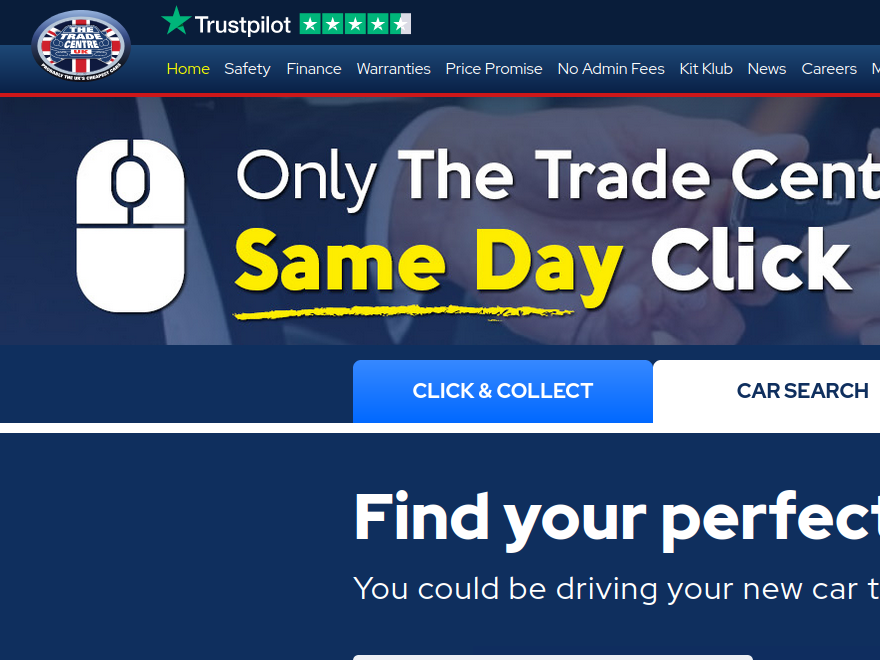 Trustpilot
THE
TRADE
CENTRE
UK
PROBABLY THE UK'S CHEAPEST CARS
Home Safety Finance Warranties Price Promise No Admin Fees Kit Klub News Careers M
Only The Trade Cent
Same Day Click
CLICK & COLLECT
CAR SEARCH
Find your perfect
You could be driving your new car t